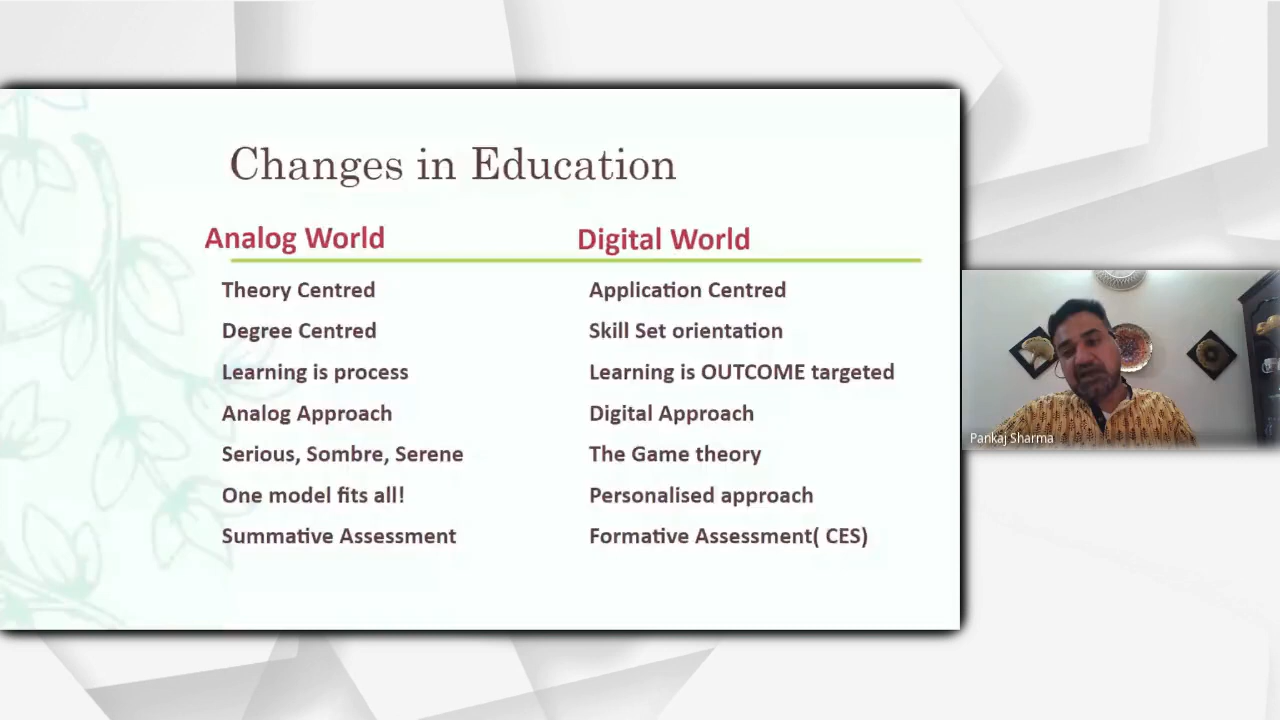 Changes in Education
Analog World
Digital World
Theory Centred
Application Centred
Degree Centred
Skill Set orientation
Learning is process
Learning is OUTCOME targeted
Analog Approach
Digital Approach
Serious, Sombre, Serene
The Game theory
One model fits all!
Personalised approach
Summative Assessment
Formative Assessment( CES)
Pankaj Sharma